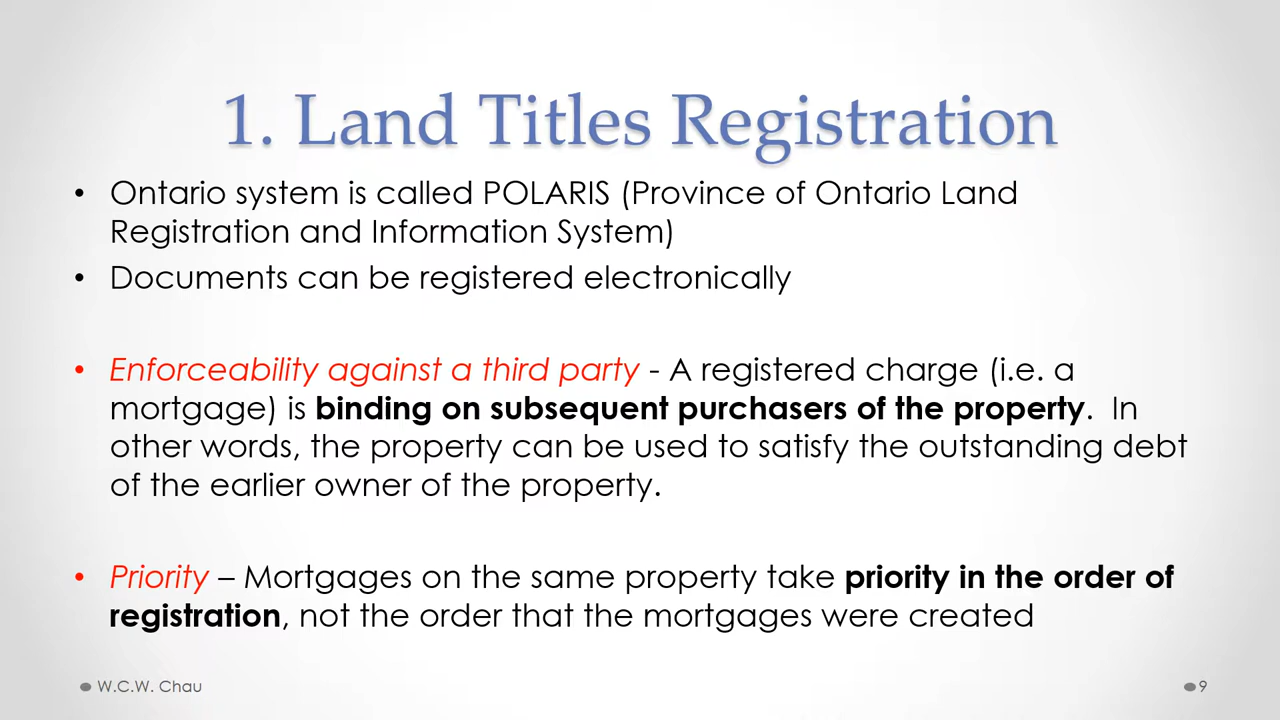 1. Land Titles Registration
• Ontario system is called POLARIS (Province of Ontario Land
Registration and Information System)
• Documents can be registered electronically
• Enforceability against a third party - A registered charge (i.e. a
mortgage) is binding on subsequent purchasers of the property. In
other words, the property can be used to satisfy the outstanding debt
of the earlier owner of the property.
• Priority – Mortgages on the same property take priority in the order of
registration, not the order that the mortgages were created
W.C.W. Chau
9